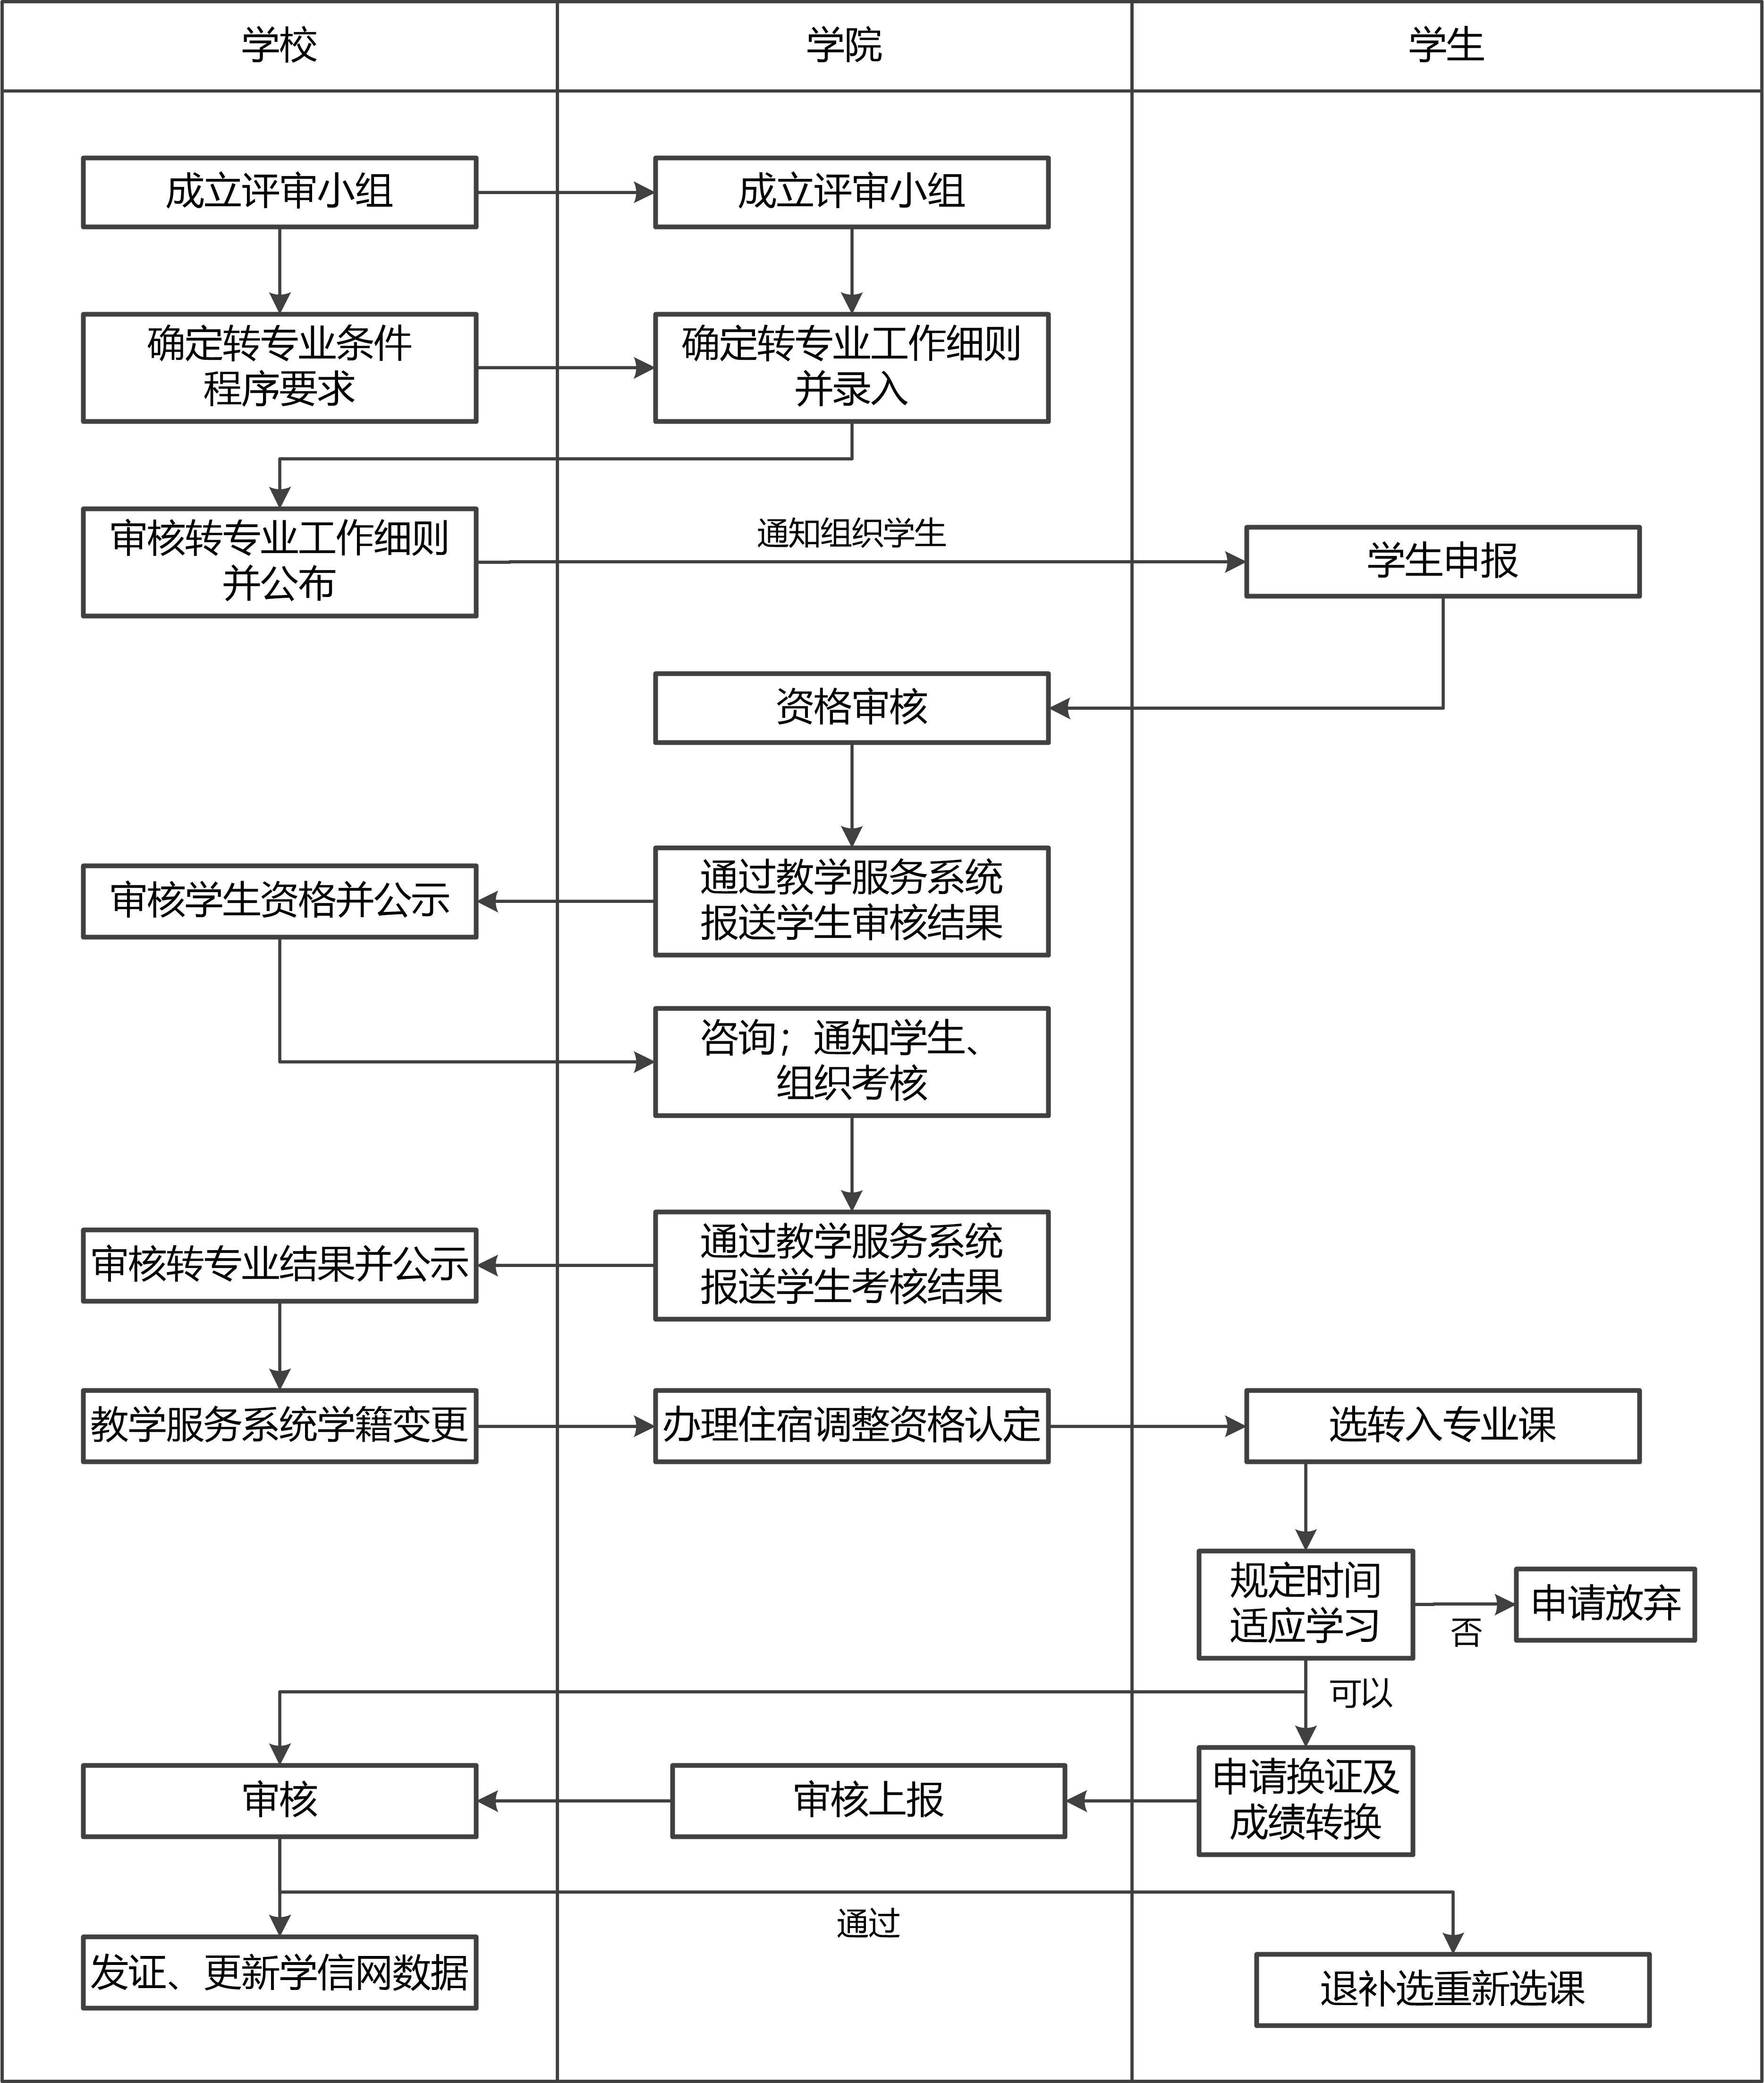 学校
学院
学生
成立评审小组
成立评审小组
确定转专业条件
程序要求
确定转专业工作细则
并录入
审核转专业工作细则
并公布
通知组织学生
学生申报
资格审核
审核学生资格并公示
通过教学服务系统
报送学生审核结果
咨询；通知学生、
组织考核
审核转专业结果并公示
通过教学服务系统
报送学生考核结果
教学服务系统学籍变更
办理住宿调整资格认定
选转入专业课
规定时间
适应学习
否
申请放弃
可以
审核
审核上报
申请换证及
成绩转换
通过
发证、更新学信网数据
退补选重新选课